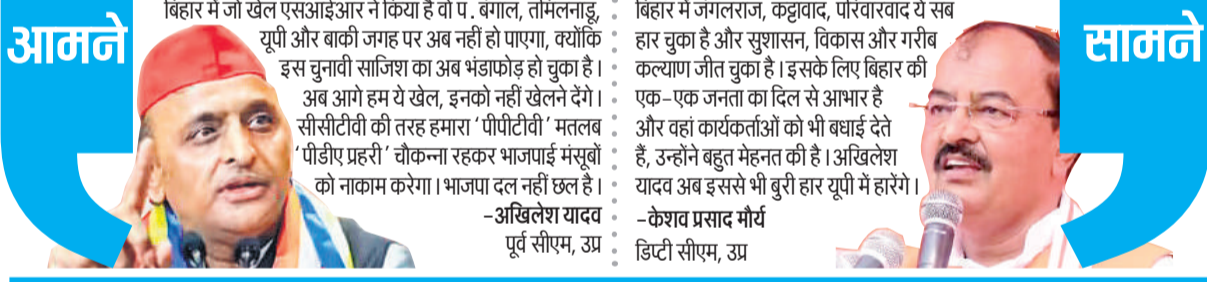 आमने
बिहार में जो खेल एसआईआर ने किया है वो प. बंगाल, तमिलनाडू,
यूपी और बाकी जगह पर अब नहीं हो पाएगा, क्योंकि
इस चुनावी साजिश का अब भंडाफोड़ हो चुका है।
अब आगे हम ये खेल, इनको नहीं खेलने देंगे।
सीसीटीवी की तरह हमारा ‘पीपीटीवी’ मतलब
‘पीडीए प्रहरी’ चौकन्ना रहकर भाजपाई मंसूबों
को नाकाम करेगा। भाजपा दल नहीं छल है।
-अखिलेश यादव
पूर्व सीएम, उप्र
सामने
बिहार में जंगलराज, कट्टावाद, परिवारवाद ये सब
हार चुका है और सुशासन, विकास और गरीब
कल्याण जीत चुका है। इसके लिए बिहार की
एक-एक जनता का दिल से आभार है
और वहां कार्यकर्ताओं को भी बधाई देते
हैं, उन्होंने बहुत मेहनत की है। अखिलेश
यादव अब इससे भी बुरी हार यूपी में हारेंगे।
-केशव प्रसाद मौर्य
डिप्टी सीएम, उप्र